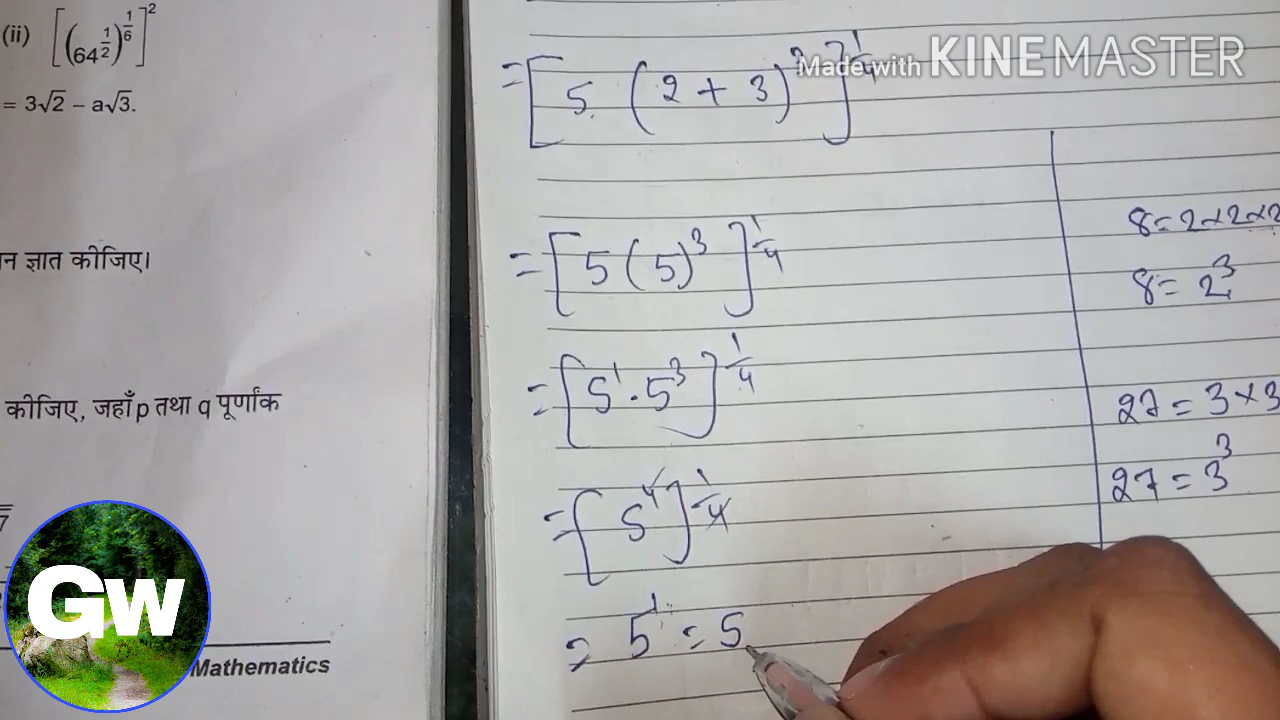 (ii) [(64^1/2)^1/6]^2
= 3√2 – a√3.
न ज्ञात कीजिए।
कीजिए, जहाँ p तथा q पूर्णांक
7
Mathematics
GW
Made with KINEMASTER
= [5. (2 + 3)^3]^1/4
= [5 (5)^3]^1/4
= [5^1 · 5^3]^1/4
= [5^4]^1/4
= 5^1 = 5
8 = 2×2×2
8 = 2^3
27 = 3×3
27 = 3^3